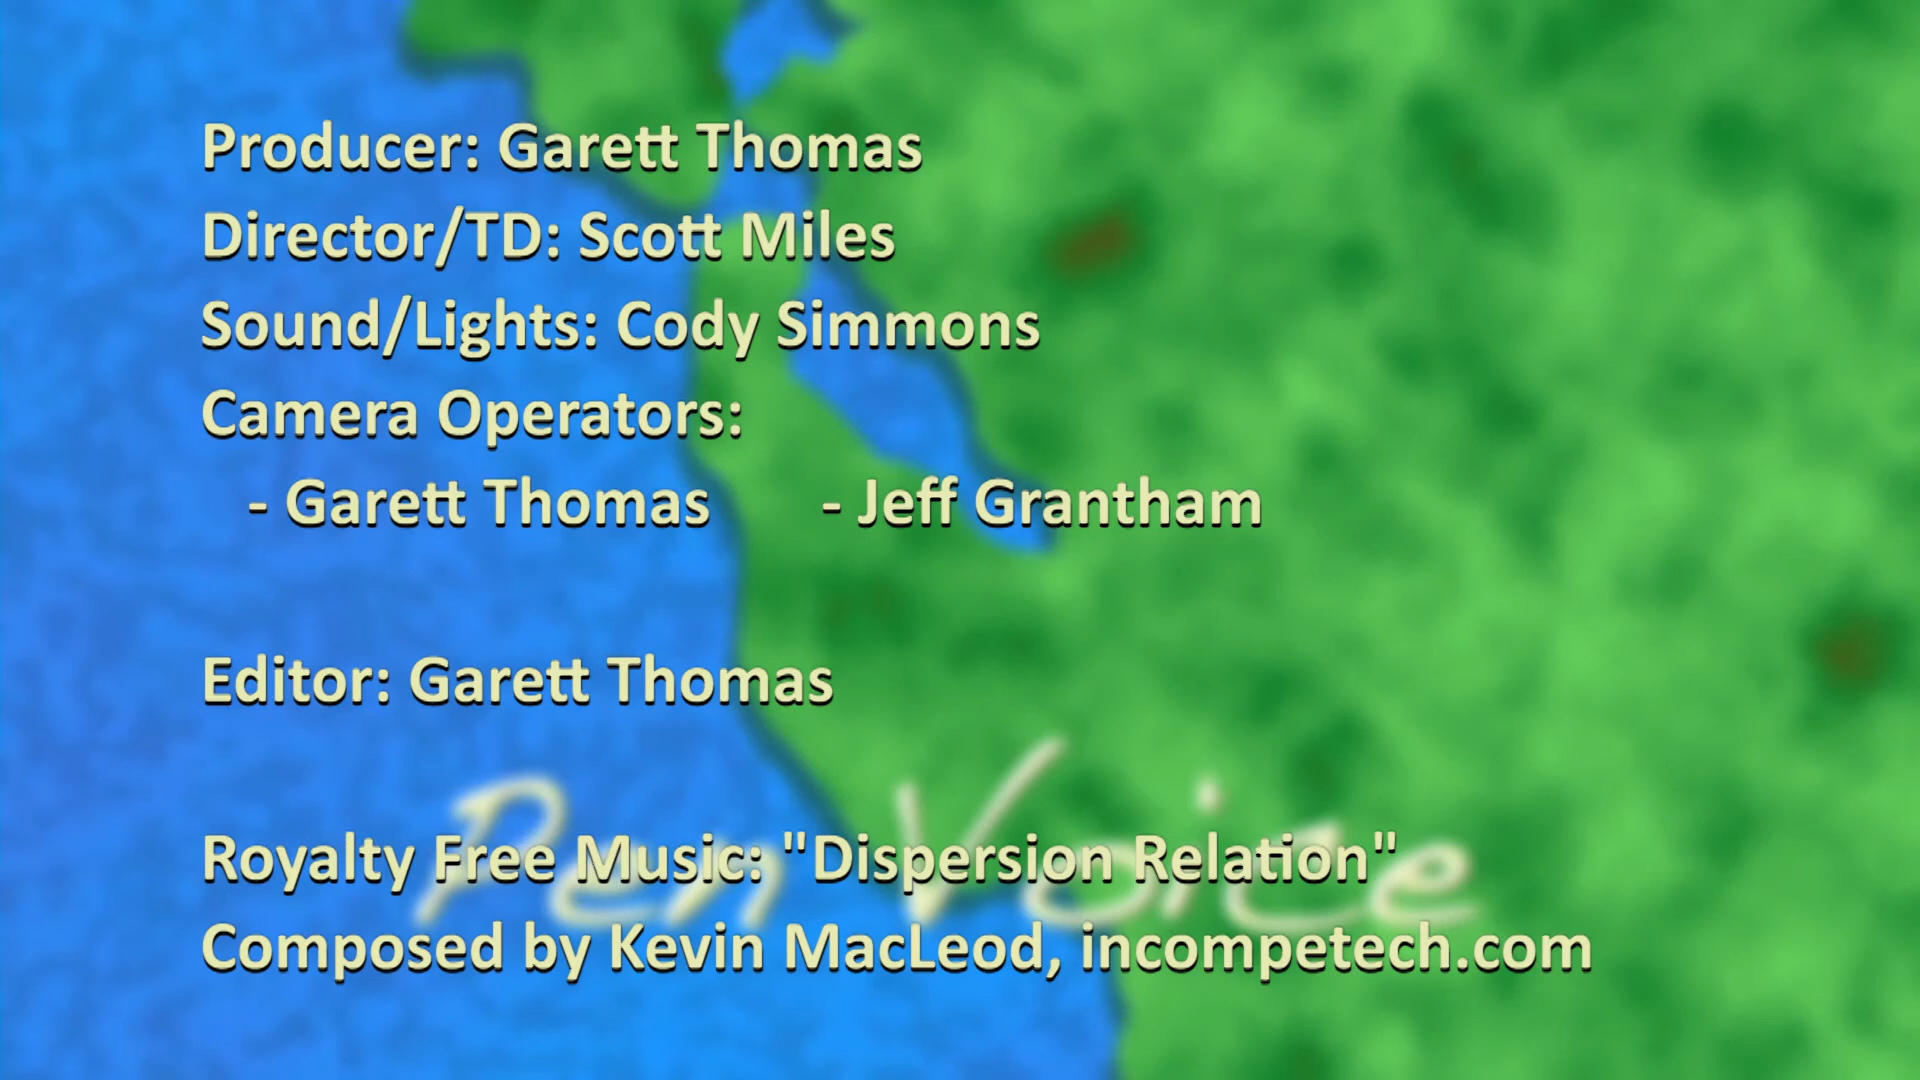 Producer: Garett Thomas
Director/TD: Scott Miles
Sound/Lights: Cody Simmons
Camera Operators:
- Garett Thomas - Jeff Grantham
Editor: Garett Thomas
Pen Voice
Royalty Free Music: "Dispersion Relation"
Composed by Kevin MacLeod, incompetech.com